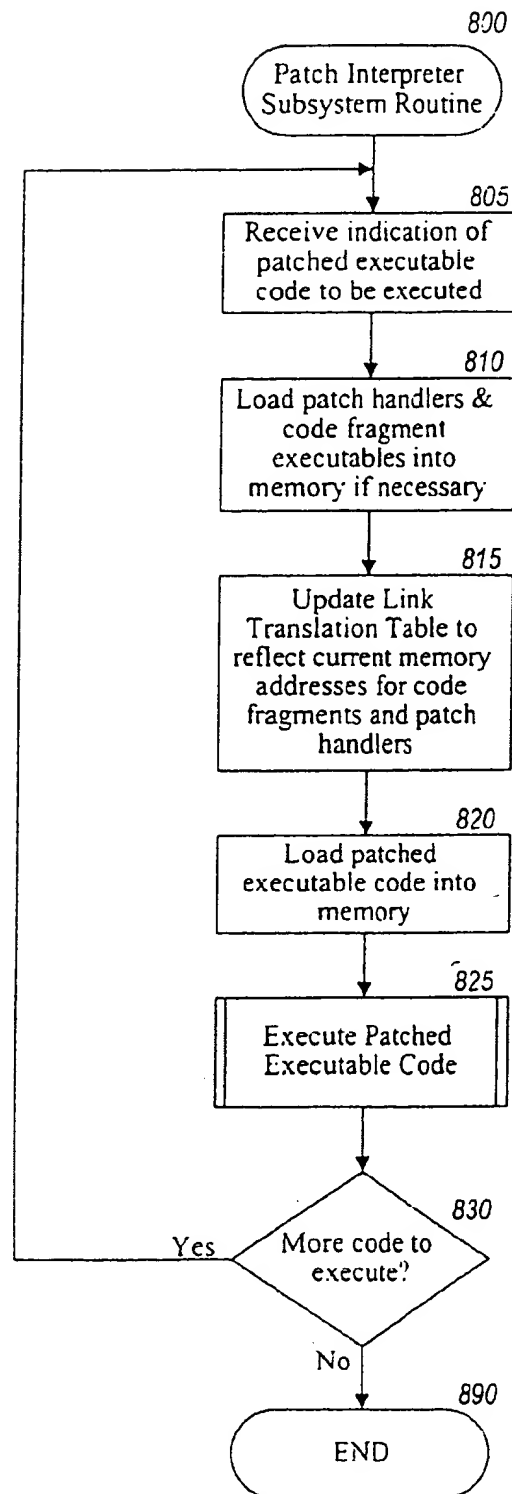 800
Patch Interpreter
Subsystem Routine
805
Receive indication of
patched executable
code to be executed
810
Load patch handlers &
code fragment
executables into
memory if necessary
815
Update Link
Translation Table to
reflect current memory
addresses for code
fragments and patch
handlers
820
Load patched
executable code into
memory
825
Execute Patched
Executable Code
830
More code to
execute?
Yes
No
890
END